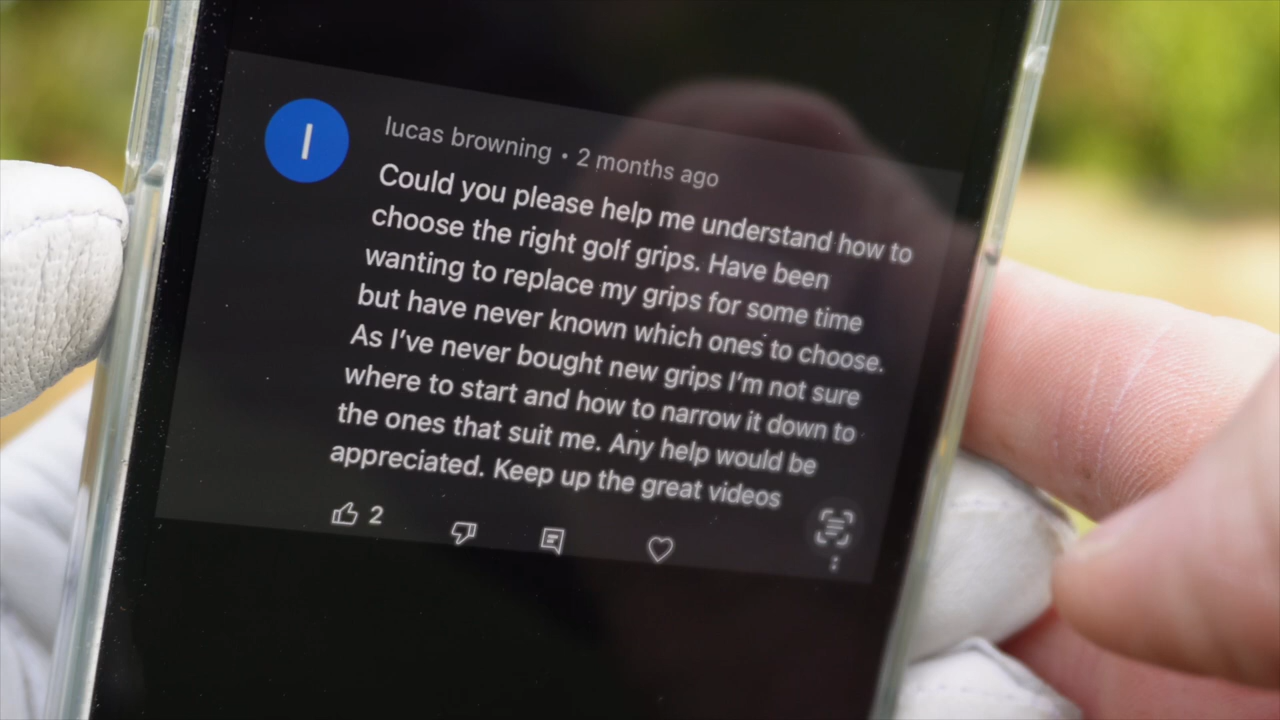 l
lucas browning • 2 months ago
Could you please help me understand how to
choose the right golf grips. Have been
wanting to replace my grips for some time
but have never known which ones to choose.
As I’ve never bought new grips I’m not sure
where to start and how to narrow it down to
the ones that suit me. Any help would be
appreciated. Keep up the great videos
2